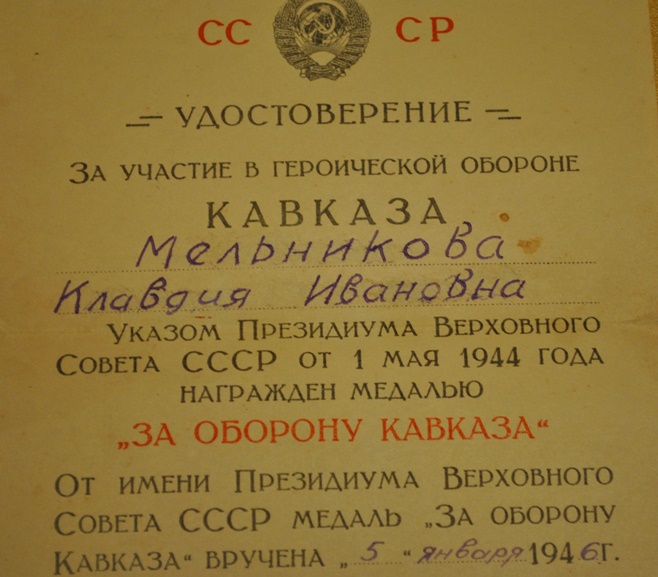 СС СР
УДОСТОВЕРЕНИЕ
ЗА УЧАСТИЕ В ГЕРОИЧЕСКОЙ ОБОРОНЕ
КАВКАЗА
Мельникова
Клавдия Ивановна
УКАЗОМ ПРЕЗИДИУМА ВЕРХОВНОГО
СОВЕТА СССР ОТ 1 МАЯ 1944 ГОДА
НАГРАЖДЕН МЕДАЛЬЮ
„ЗА ОБОРОНУ КАВКАЗА“
ОТ ИМЕНИ ПРЕЗИДИУМА ВЕРХОВНОГО
СОВЕТА СССР МЕДАЛЬ „ЗА ОБОРОНУ
КАВКАЗА“ ВРУЧЕНА „5“ января 1946Г.